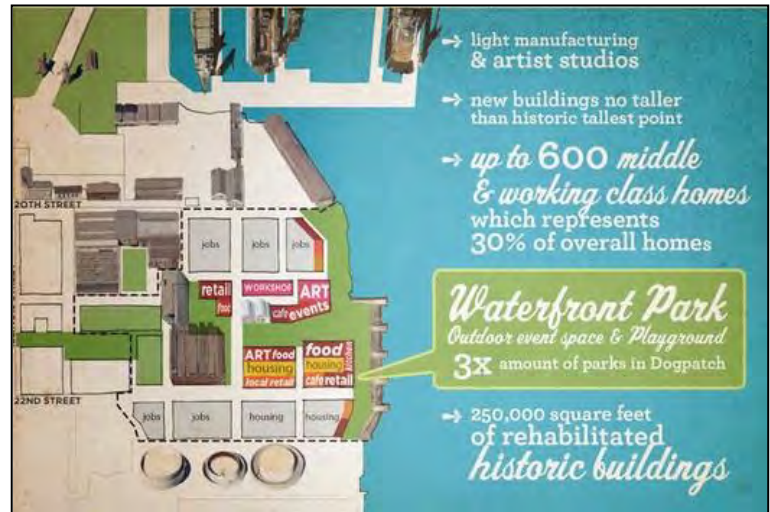 20TH STREET
jobs
jobs
jobs
retail
food
WORKSHOP
ART
cafe events
ART food
housing
local retail
food
housing
kitchen
cafe retail
22ND STREET
jobs
jobs
housing
housing
→ light manufacturing
& artist studios
→ new buildings no taller
than historic tallest point
→ up to 600 middle
& working class homes
which represents
30% of overall homes
Waterfront Park
Outdoor event space & Playground
3x amount of parks in Dogpatch
→ 250,000 square feet
of rehabilitated
historic buildings